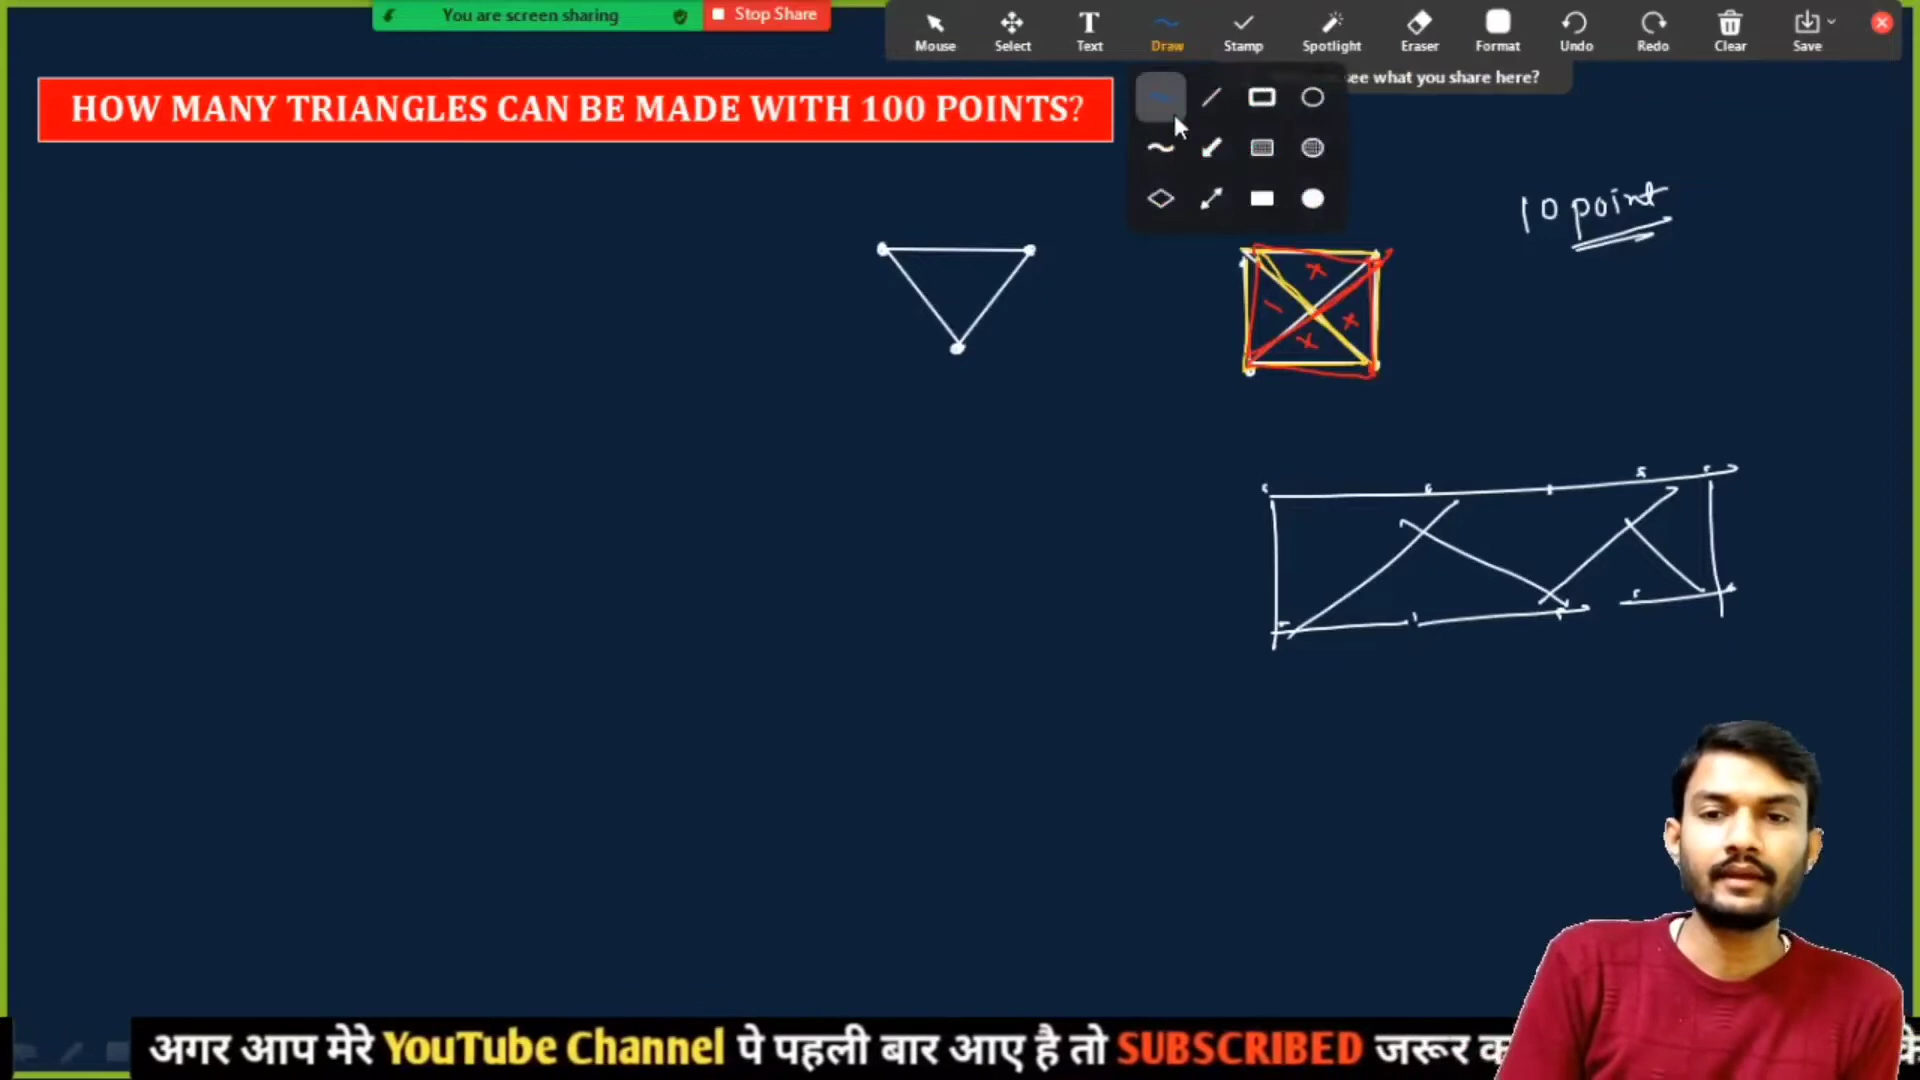 You are screen sharing
Stop Share
Mouse Select Text Draw Stamp Spotlight Eraser Format Undo Redo Clear Save
see what you share here?
HOW MANY TRIANGLES CAN BE MADE WITH 100 POINTS?
10 point
अगर आप मेरे YouTube Channel पे पहली बार आए है तो SUBSCRIBED जरूर